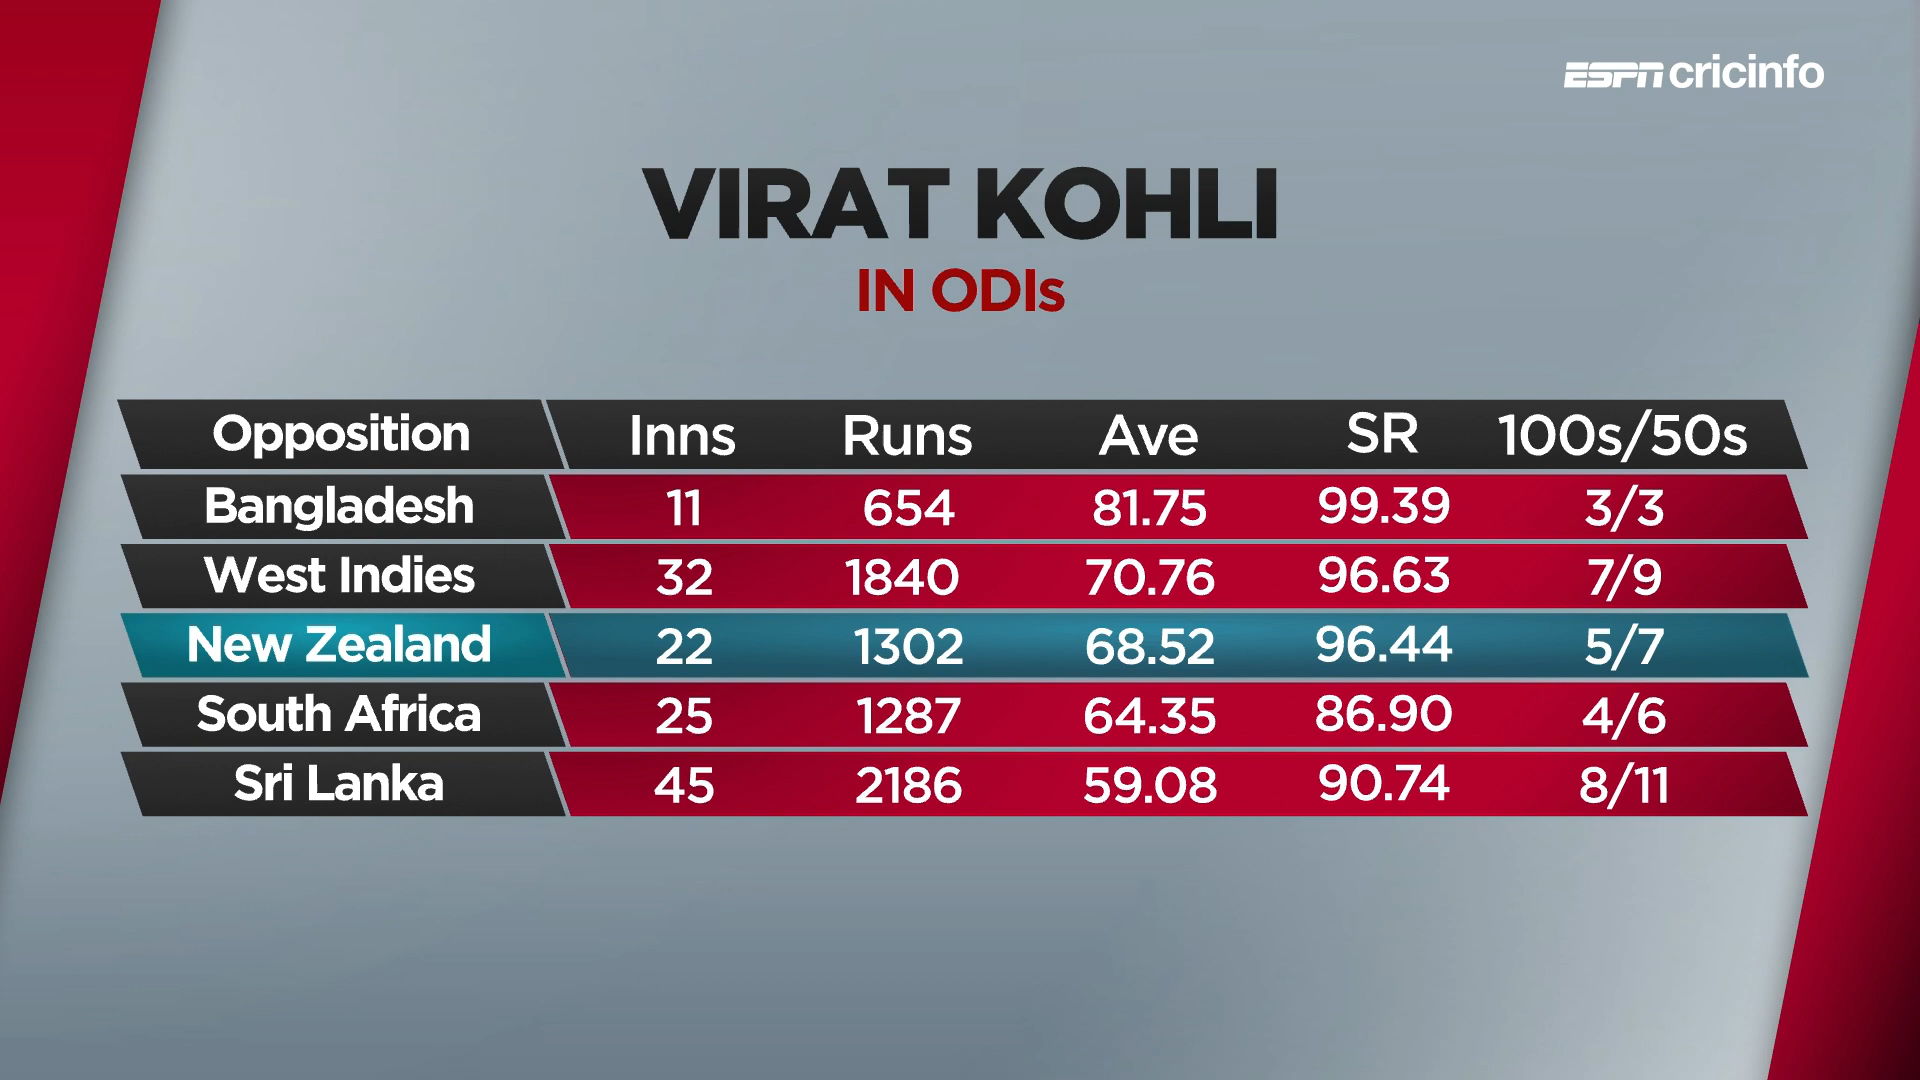 ESPN cricinfo
VIRAT KOHLI
IN ODIs
Opposition Inns Runs Ave SR 100s/50s
Bangladesh 11 654 81.75 99.39 3/3
West Indies 32 1840 70.76 96.63 7/9
New Zealand 22 1302 68.52 96.44 5/7
South Africa 25 1287 64.35 86.90 4/6
Sri Lanka 45 2186 59.08 90.74 8/11